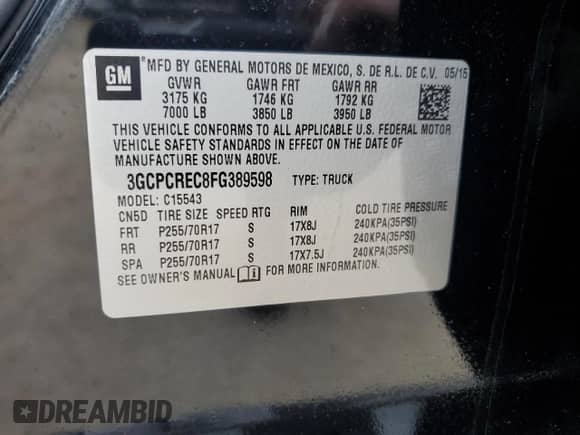 GM MFD BY GENERAL MOTORS DE MEXICO, S. DE R.L. DE C.V. 05/15
GVWR GAWR FRT GAWR RR
3175 KG 1746 KG 1792 KG
7000 LB 3850 LB 3950 LB
THIS VEHICLE CONFORMS TO ALL APPLICABLE U.S. FEDERAL MOTOR
VEHICLE SAFETY STANDARDS IN EFFECT ON THE DATE OF
MANUFACTURE SHOWN ABOVE.
3GCPCREC8FG389598 TYPE: TRUCK
MODEL: C15543
CN5D TIRE SIZE SPEED RTG RIM COLD TIRE PRESSURE
FRT P255/70R17 S 17X8J 240KPA(35PSI)
RR P255/70R17 S 17X8J 240KPA(35PSI)
SPA P255/70R17 S 17X7.5J 240KPA(35PSI)
SEE OWNER'S MANUAL FOR MORE INFORMATION.
DREAMBID